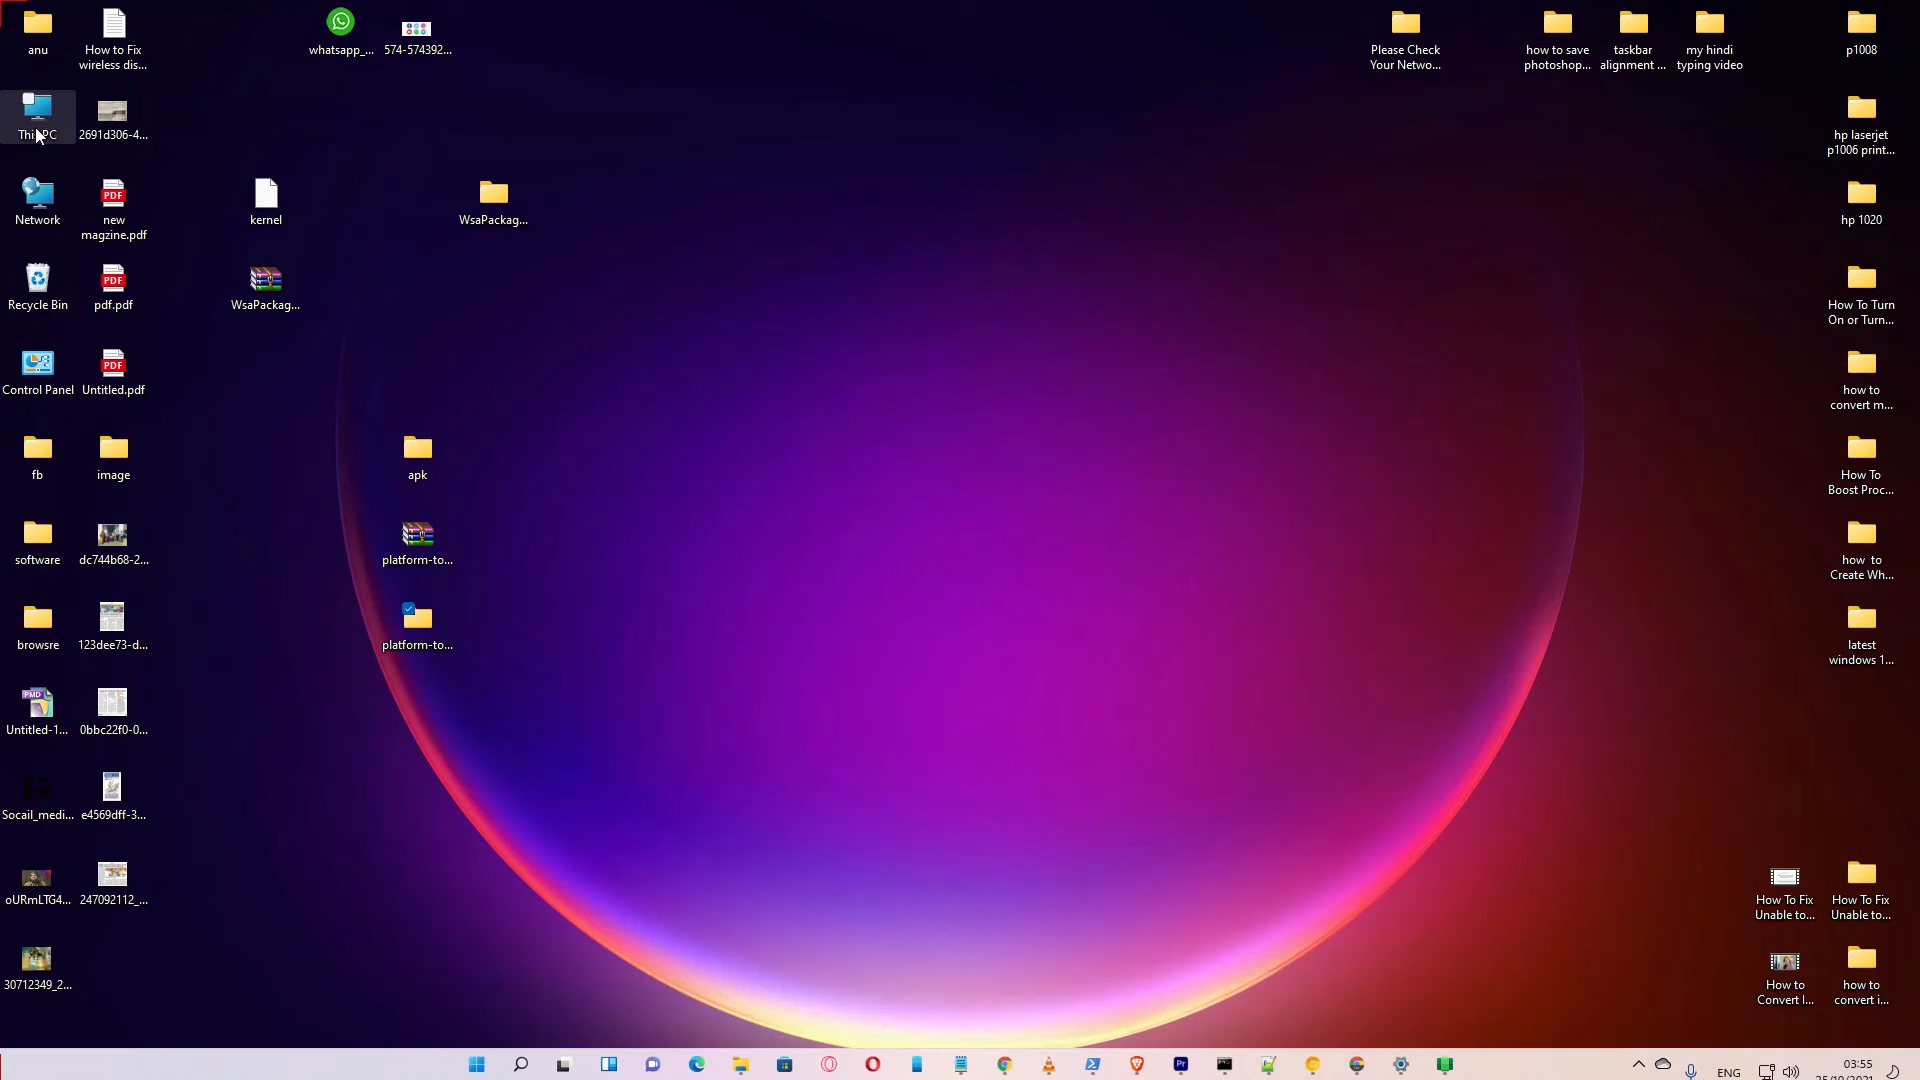 anu
How to Fix
wireless dis...
whatsapp_...
574-574392...
Please Check
Your Netwo...
how to save
photoshop...
taskbar
alignment ...
my hindi
typing video
p1008
2691d306-4...
hp laserjet
p1006 print...
Network
new
magzine.pdf
PDF
kernel
WsaPackag...
hp 1020
Recycle Bin
PDF
pdf.pdf
WsaPackag...
How To Turn
On or Turn...
Control Panel
PDF
Untitled.pdf
how to
convert m...
fb
image
apk
How To
Boost Proc...
software
dc744b68-2...
platform-to...
how  to
Create Wh...
browsre
123dee73-d...
platform-to...
latest
windows 1...
PMD
Untitled-1...
0bbc22f0-0...
Socail_medi...
e4569dff-3...
oURmLTG4...
247092112_...
How To Fix
Unable to...
How To Fix
Unable to...
30712349_2...
How to
Convert I...
how to
convert i...
Pr
ENG
03:55